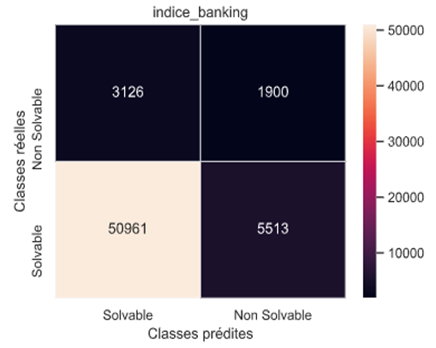 indice_banking
Classes réelles
Non Solvable
Solvable
3126
1900
50961
5513
Solvable
Non Solvable
Classes prédites
50000
40000
30000
20000
10000